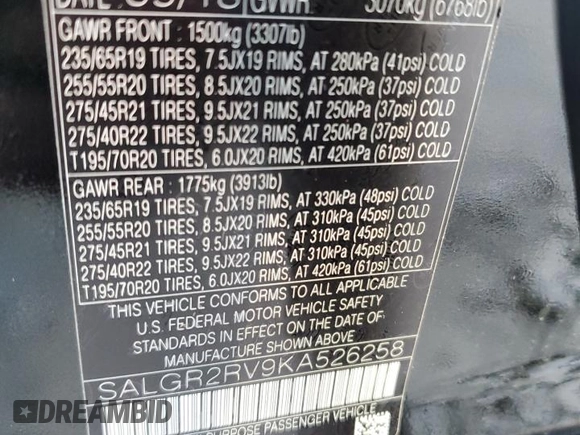 DATE GVWR 3070kg (6768lb)
GAWR FRONT : 1500kg (3307lb)
235/65R19 TIRES, 7.5JX19 RIMS, AT 280kPa (41psi) COLD
255/55R20 TIRES, 8.5JX20 RIMS, AT 250kPa (37psi) COLD
275/45R21 TIRES, 9.5JX21 RIMS, AT 250kPa (37psi) COLD
275/40R22 TIRES, 9.5JX22 RIMS, AT 250kPa (37psi) COLD
T195/70R20 TIRES, 6.0JX20 RIMS, AT 420kPa (61psi) COLD
GAWR REAR : 1775kg (3913lb)
235/65R19 TIRES, 7.5JX19 RIMS, AT 330kPa (48psi) COLD
255/55R20 TIRES, 8.5JX20 RIMS, AT 310kPa (45psi) COLD
275/45R21 TIRES, 9.5JX21 RIMS, AT 310kPa (45psi) COLD
275/40R22 TIRES, 9.5JX22 RIMS, AT 310kPa (45psi) COLD
T195/70R20 TIRES, 6.0JX20 RIMS, AT 420kPa (61psi) COLD
THIS VEHICLE CONFORMS TO ALL APPLICABLE
U.S. FEDERAL MOTOR VEHICLE SAFETY
STANDARDS IN EFFECT ON THE DATE OF
SALGR2RV9KA526258
PURPOSE PASSENGER VEHICLE
DREAMBID